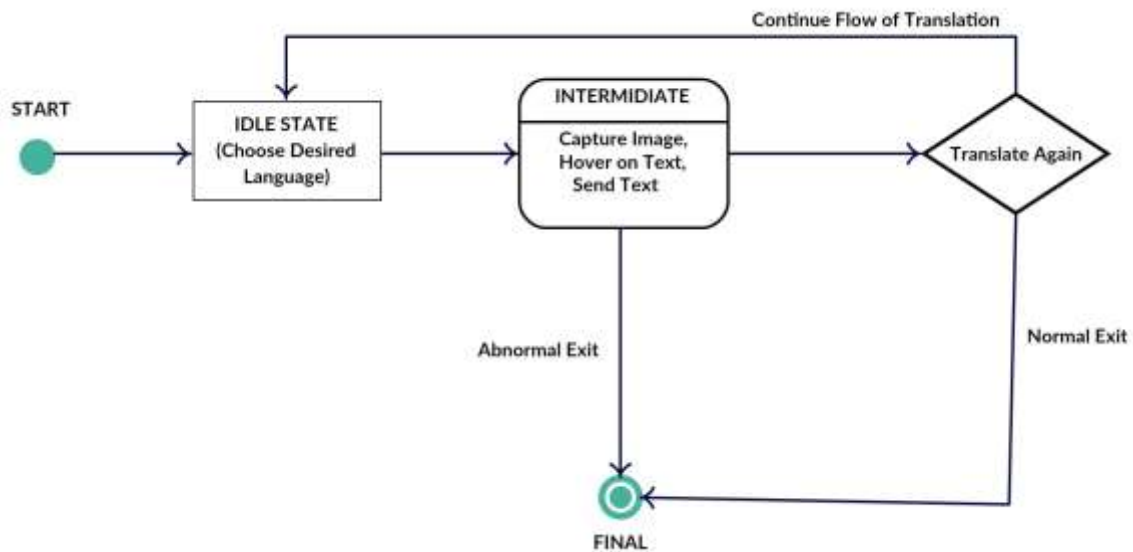 Continue Flow of Translation
START
IDLE STATE
(Choose Desired
Language)
INTERMIDIATE
Capture Image,
Hover on Text,
Send Text
Translate Again
Abnormal Exit
Normal Exit
FINAL